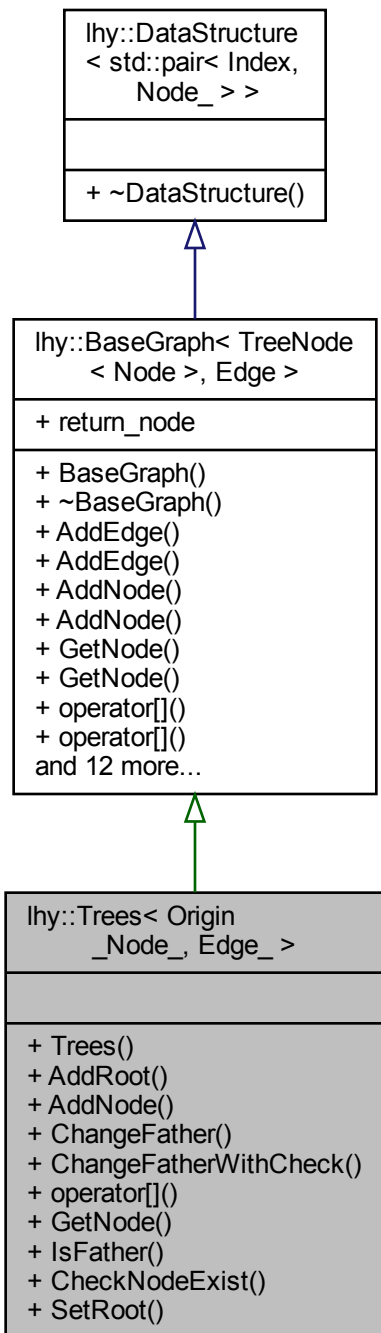 lhy::DataStructure
< std::pair< Index,
Node_ > >
+ ~DataStructure()
lhy::BaseGraph< TreeNode
< Node >, Edge >
+ return_node
+ BaseGraph()
+ ~BaseGraph()
+ AddEdge()
+ AddEdge()
+ AddNode()
+ AddNode()
+ GetNode()
+ GetNode()
+ operator[]()
+ operator[]()
and 12 more...
lhy::Trees< Origin
_Node_, Edge_ >
+ Trees()
+ AddRoot()
+ AddNode()
+ ChangeFather()
+ ChangeFatherWithCheck()
+ operator[]()
+ GetNode()
+ IsFather()
+ CheckNodeExist()
+ SetRoot()